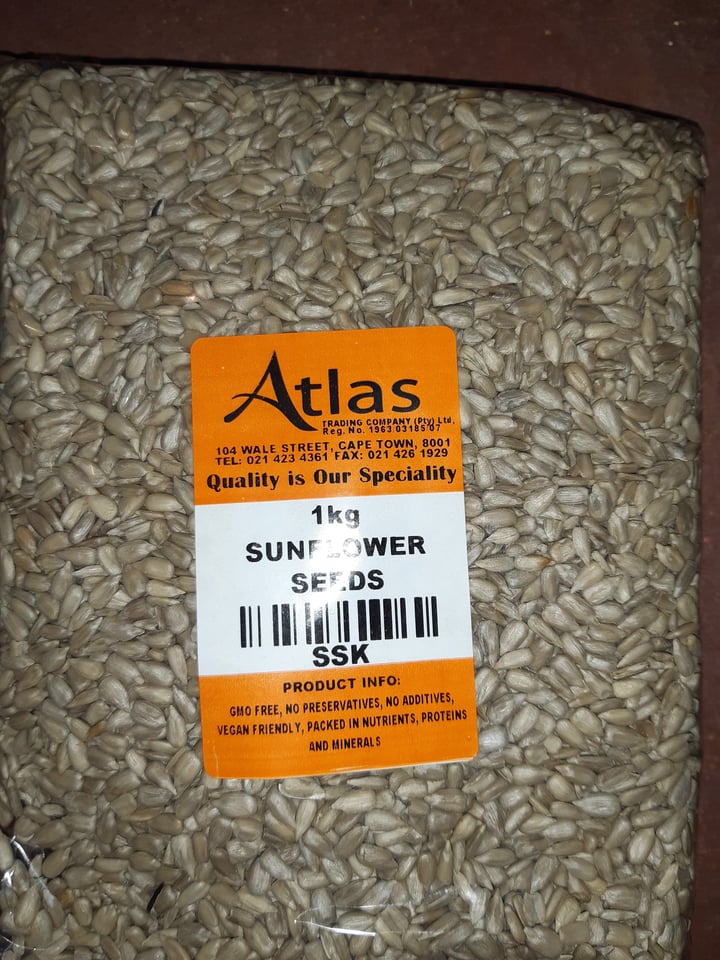 Atlas
TRADING COMPANY (Pty) Ltd.
Reg. No. 1963 03185 07
104 WALE STREET, CAPE TOWN, 8001
TEL: 021 423 4361 FAX: 021 426 1929
Quality is Our Speciality
1kg
SUNFLOWER
SEEDS
SSK
PRODUCT INFO:
GMO FREE, NO PRESERVATIVES, NO ADDITIVES,
VEGAN FRIENDLY, PACKED IN NUTRIENTS, PROTEINS
AND MINERALS